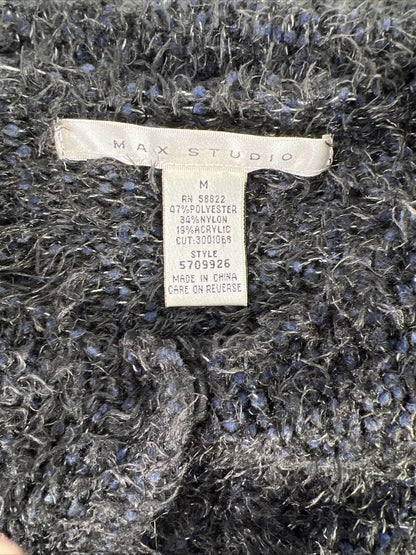 MAX STUDIO
M
RN 58822
47%POLYESTER
34%NYLON
19%ACRYLIC
CUT:3001068
STYLE
5709926
MADE IN CHINA
CARE ON REVERSE